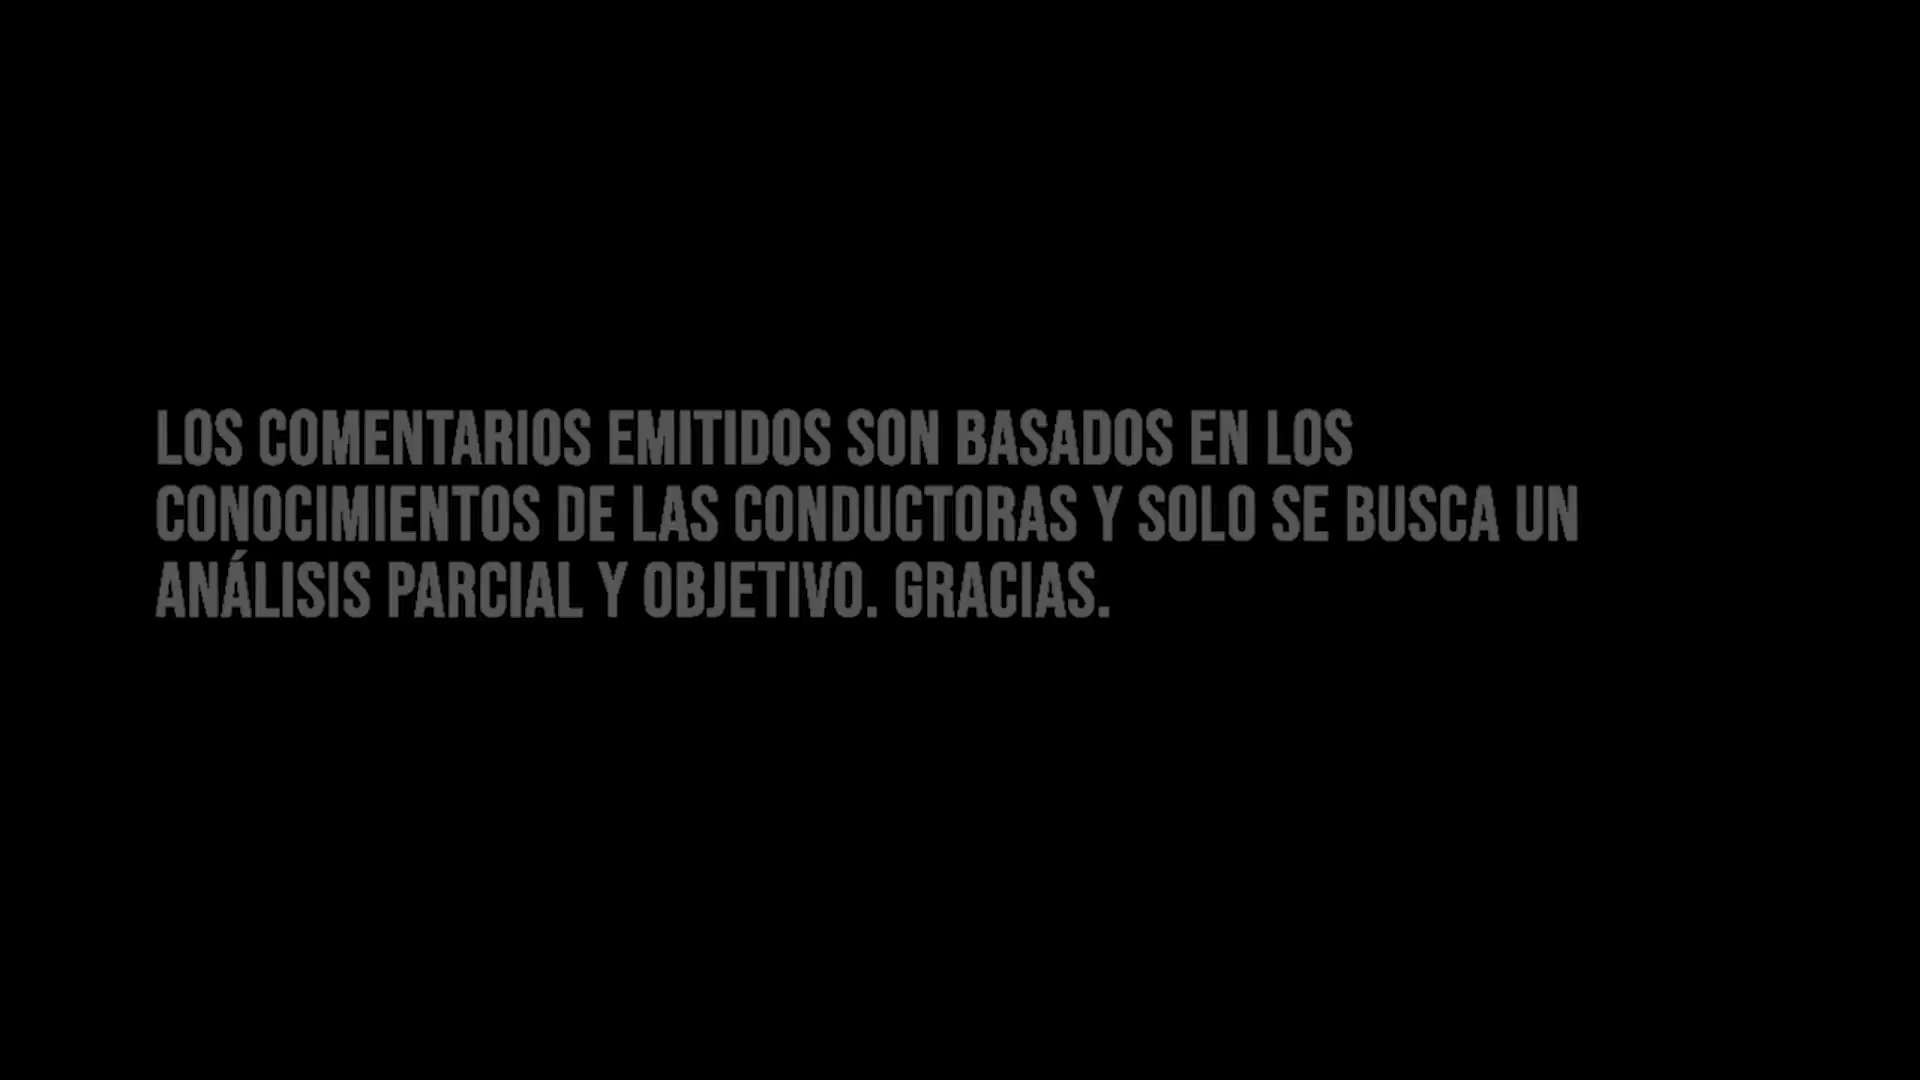 LOS COMENTARIOS EMITIDOS SON BASADOS EN LOS
CONOCIMIENTOS DE LAS CONDUCTORAS Y SOLO SE BUSCA UN
ANÁLISIS PARCIAL Y OBJETIVO. GRACIAS.